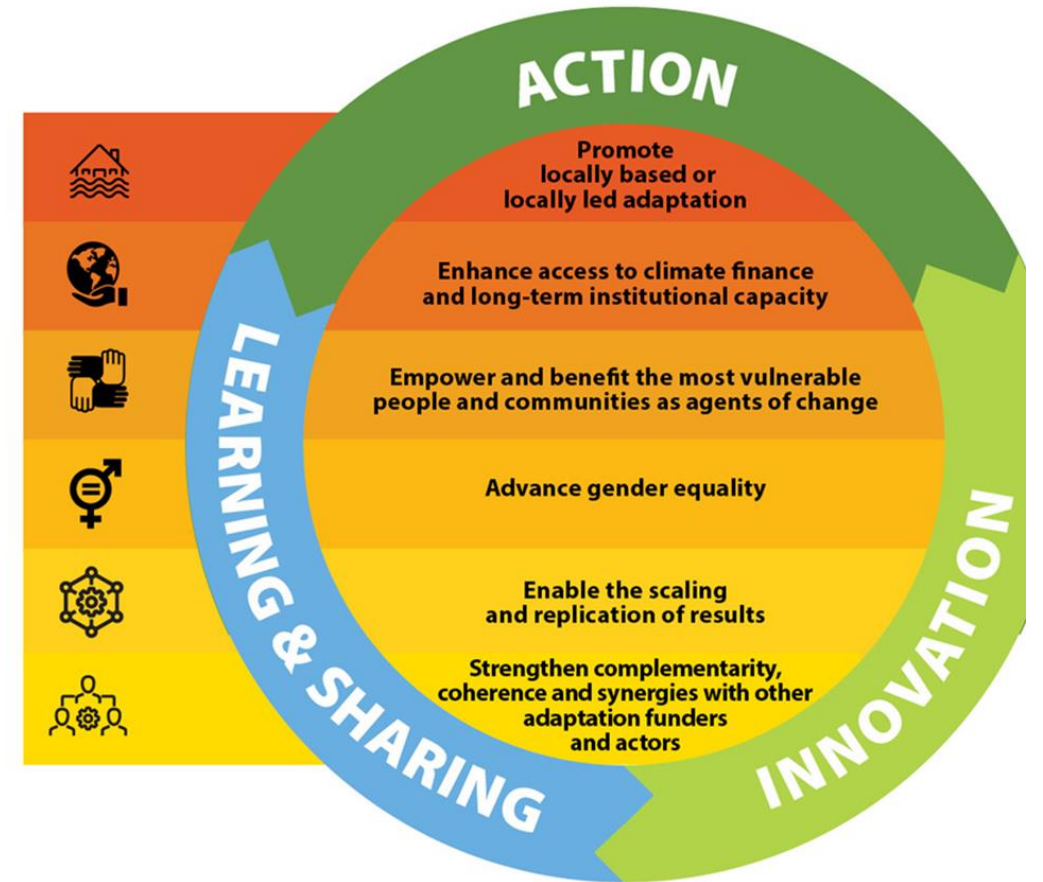 ACTION
Promote
locally based or
locally led adaptation
Enhance access to climate finance
and long-term institutional capacity
Empower and benefit the most vulnerable
people and communities as agents of change
Advance gender equality
Enable the scaling
and replication of results
Strengthen complementarity,
coherence and synergies with other
adaptation funders
and actors
LEARNING & SHARING
INNOVATION